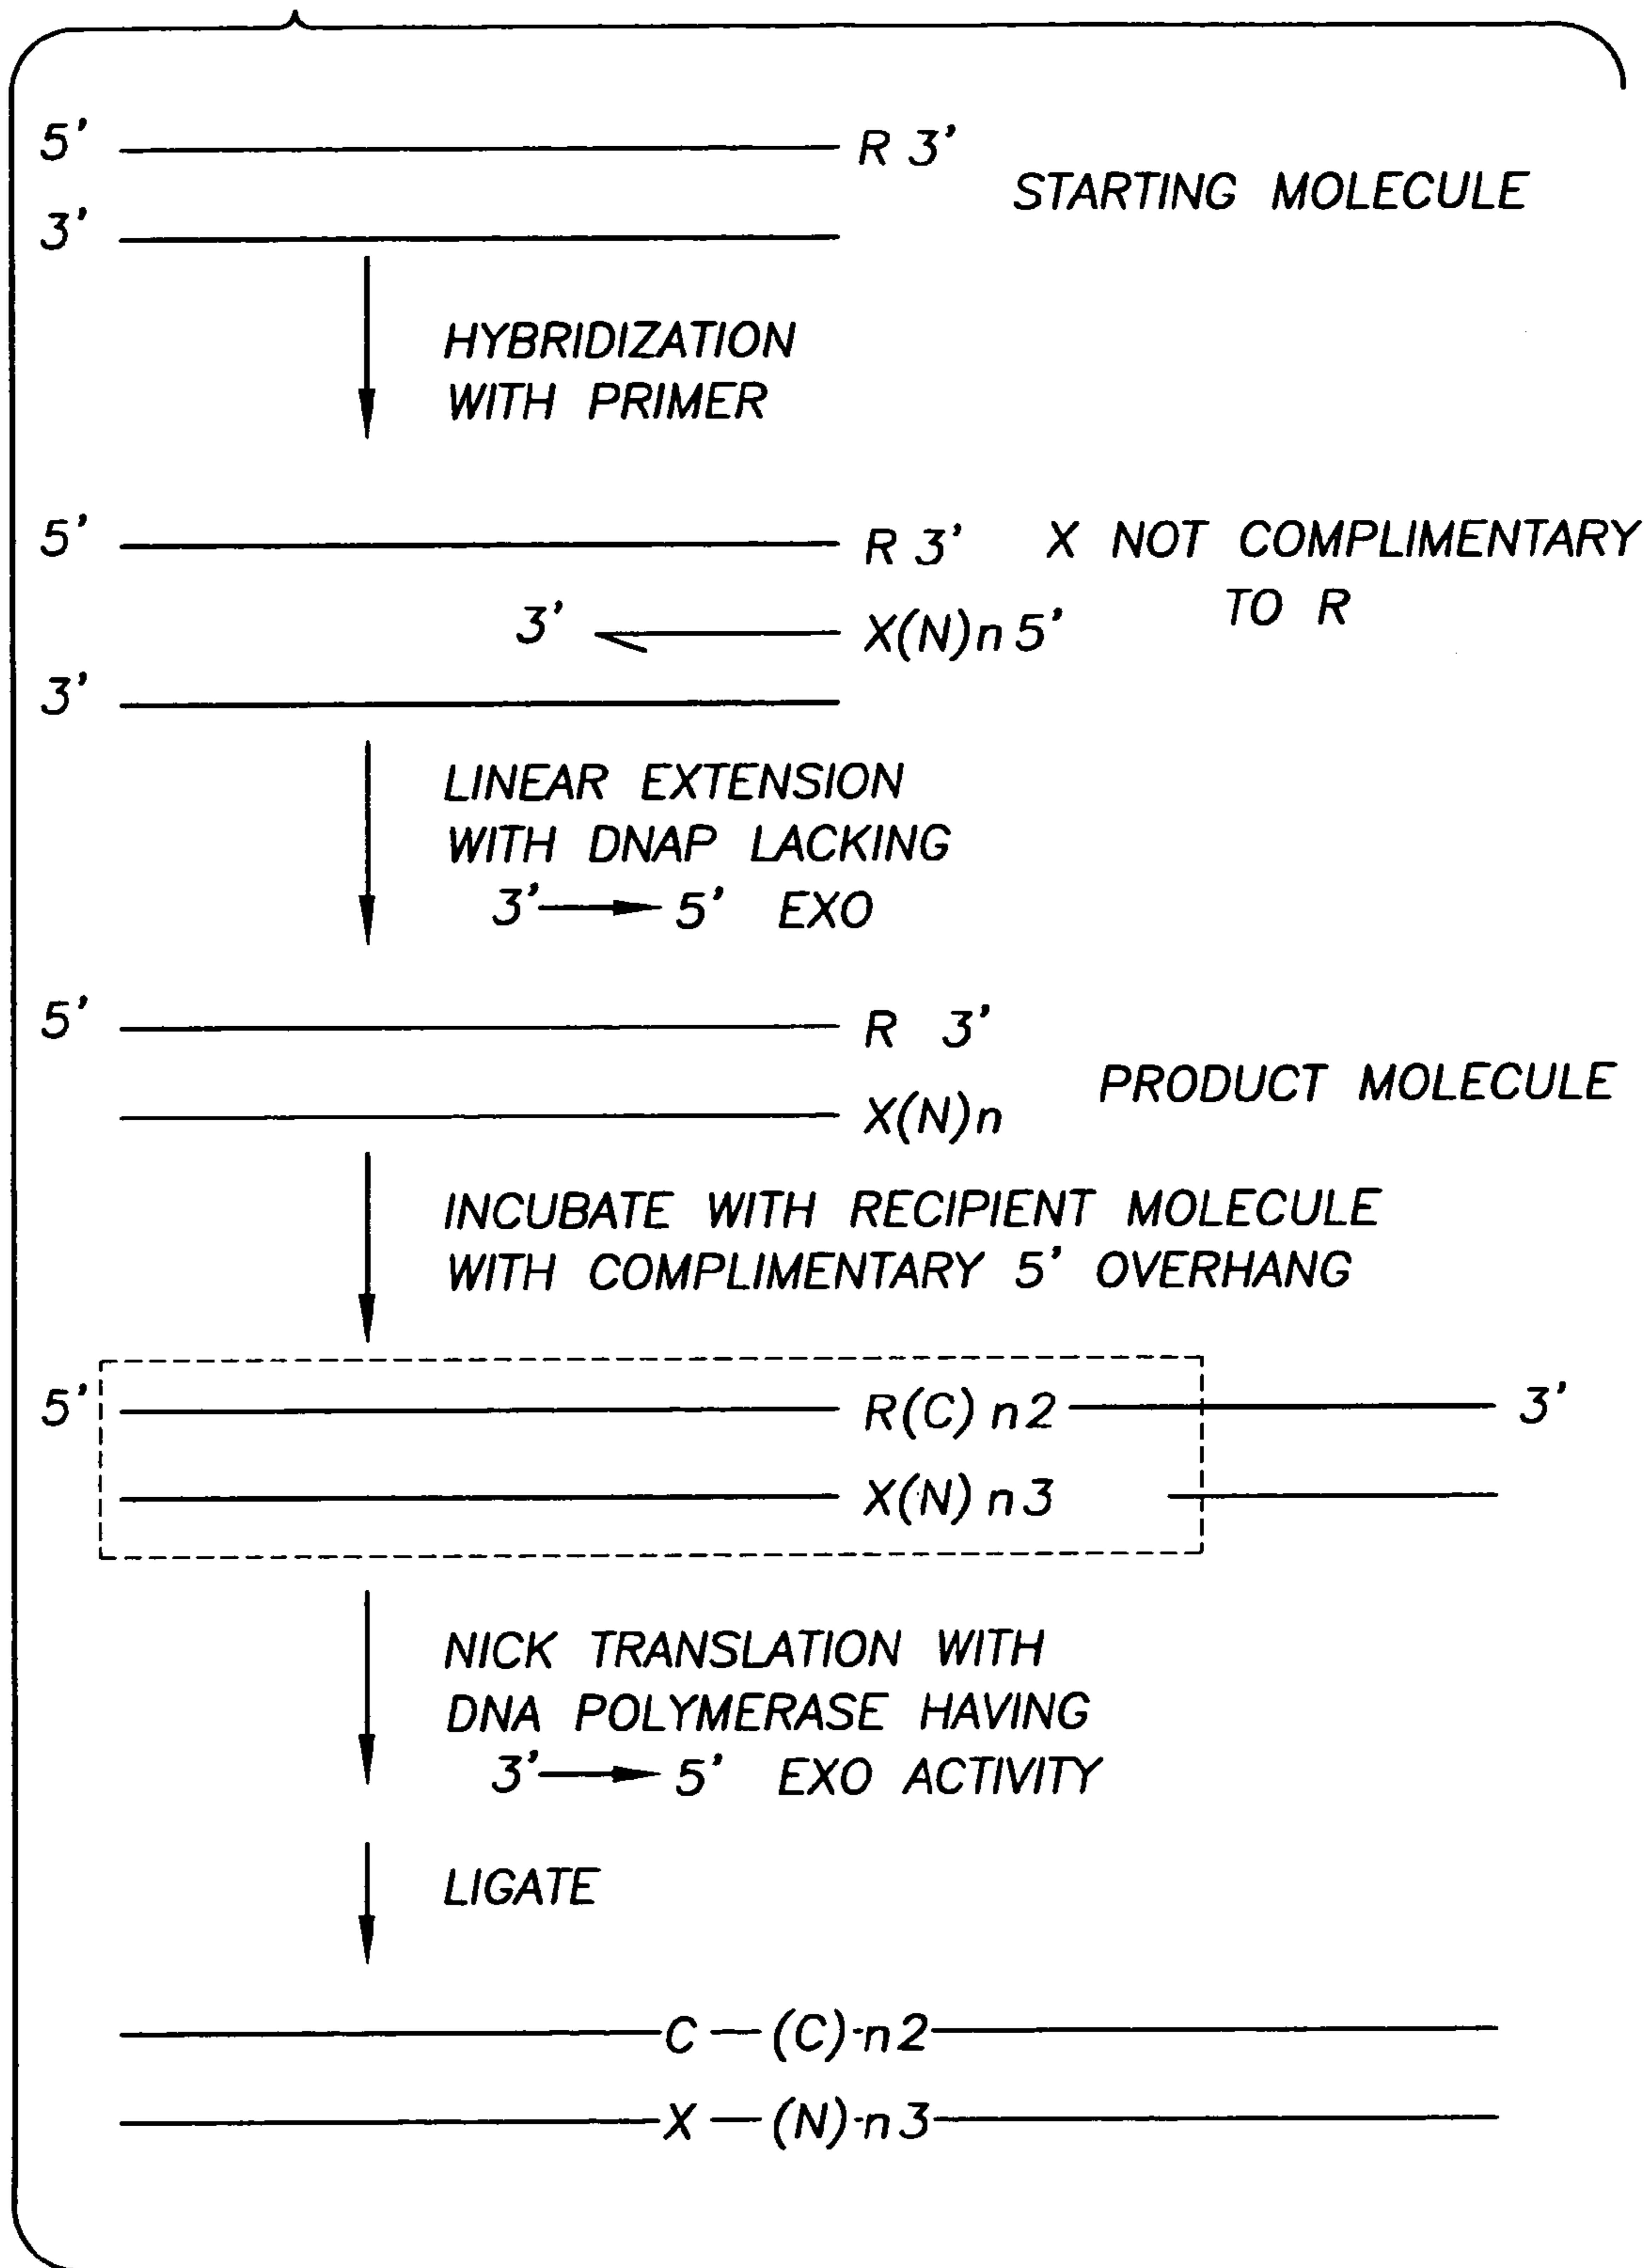 5' R 3'
STARTING MOLECULE
3'
HYBRIDIZATION
WITH PRIMER
5' R 3' X NOT COMPLIMENTARY
TO R
3' X(N)n 5'
3'
LINEAR EXTENSION
WITH DNAP LACKING
3' → 5' EXO
5' R 3'
PRODUCT MOLECULE
X(N)n
INCUBATE WITH RECIPIENT MOLECULE
WITH COMPLIMENTARY 5' OVERHANG
5' R(C) n2 3'
X(N) n3
NICK TRANSLATION WITH
DNA POLYMERASE HAVING
3' → 5' EXO ACTIVITY
LIGATE
C — (C)-n2
X — (N)-n3